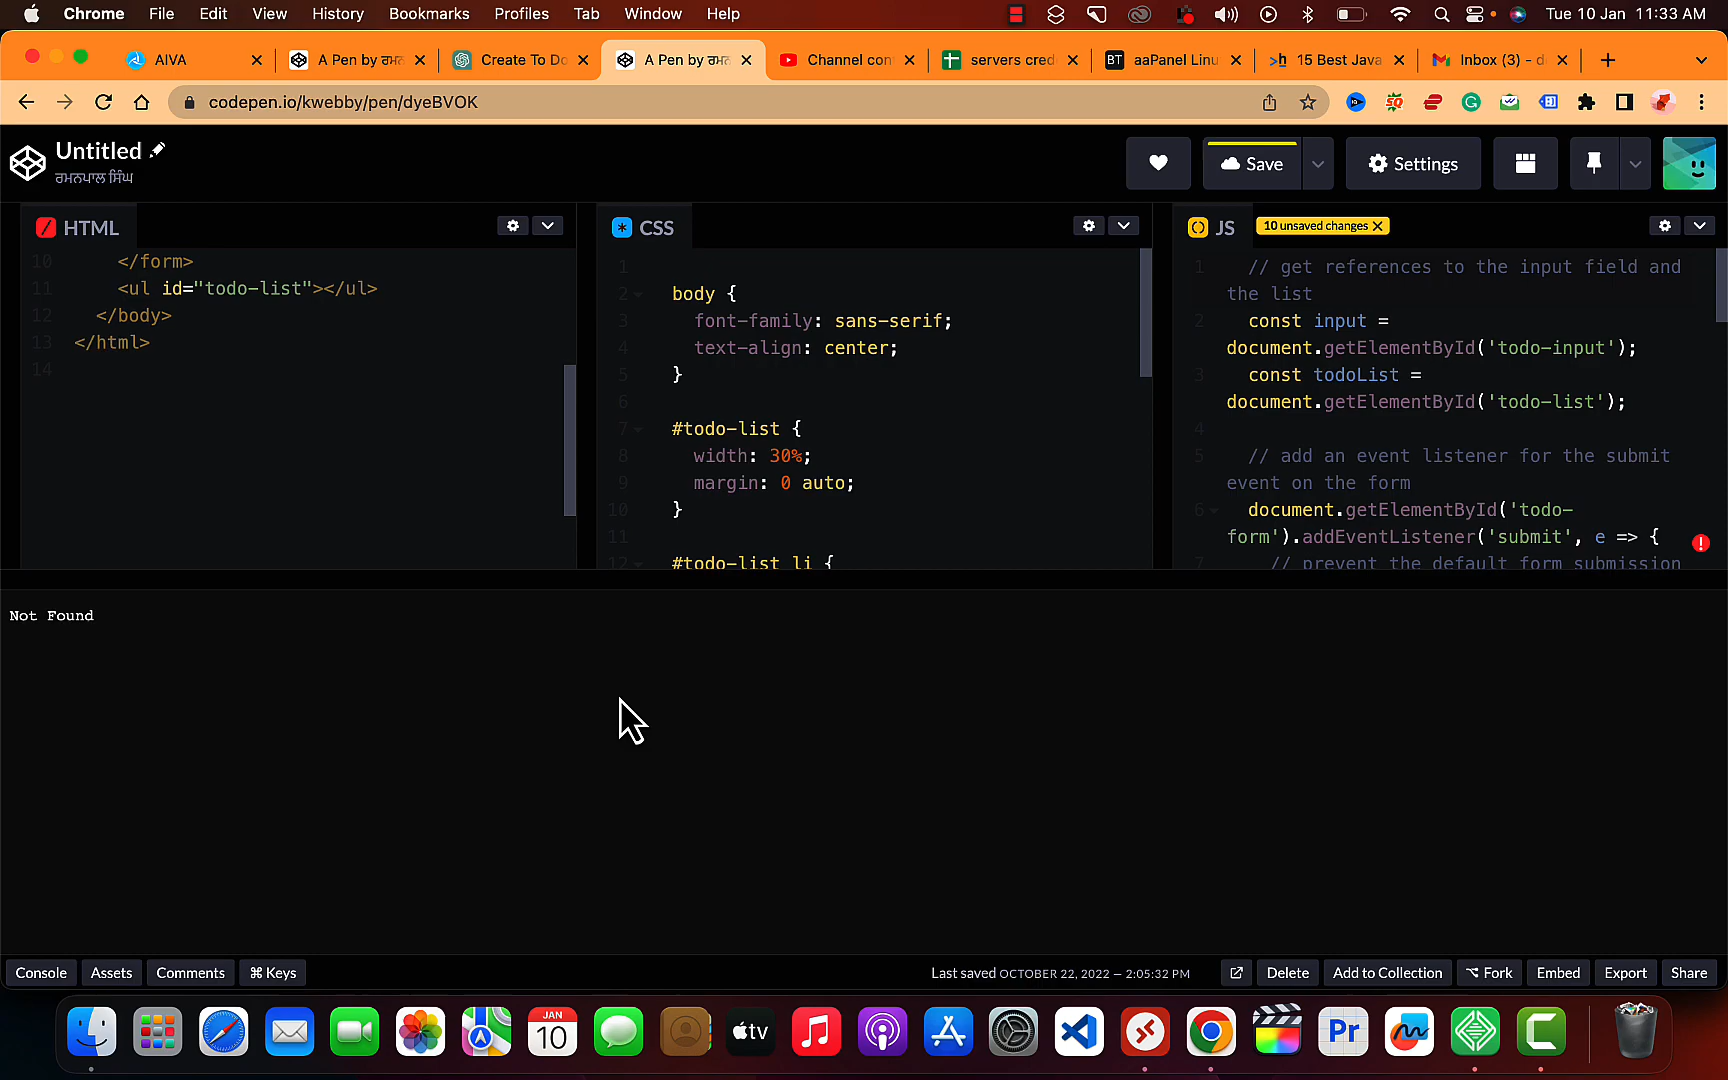 Chrome File Edit View History Bookmarks Profiles Tab Window Help Tue 10 Jan 11:33 AM
AIVA A Pen by ਰਮਨ Create To Do A Pen by ਰਮਨ Channel con servers cred BT aaPanel Linu >h 15 Best Java Inbox (3) - d
codepen.io/kwebby/pen/dyeBVOK
Untitled
ਰਮਨਪਾਲ ਸਿੰਘ
Save Settings
HTML
10 </form>
11 <ul id="todo-list"></ul>
12 </body>
13 </html>
14
CSS
1
2 body {
3 font-family: sans-serif;
4 text-align: center;
5 }
6
7 #todo-list {
8 width: 30%;
9 margin: 0 auto;
10 }
11
12 #todo-list li {
JS 10 unsaved changes X
1 // get references to the input field and
the list
2 const input =
document.getElementById('todo-input');
3 const todoList =
document.getElementById('todo-list');
4
5 // add an event listener for the submit
event on the form
6 document.getElementById('todo-
form').addEventListener('submit', e => {
7 // prevent the default form submission
Not Found
Console Assets Comments ⌘ Keys Last saved OCTOBER 22, 2022 — 2:05:32 PM Delete Add to Collection ⌥ Fork Embed Export Share
JAN
10
tv
Pr